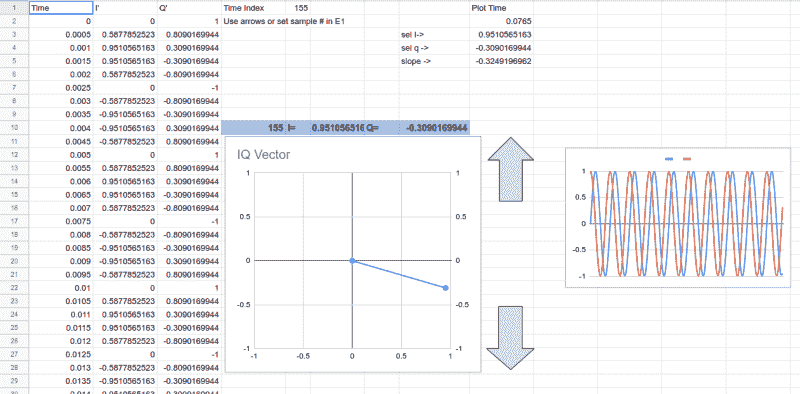 1 Time I' Q' Time Index 155 Plot Time
2 0 0 1 Use arrows or set sample # in E1 0.0765
3 0.0005 0.5877852523 0.8090169944 sel I-> 0.9510565163
4 0.001 0.9510565163 0.3090169944 sel q -> -0.3090169944
5 0.0015 0.9510565163 -0.3090169944 slope -> -0.3249196962
6 0.002 0.5877852523 -0.8090169944
7 0.0025 0 -1
8 0.003 -0.5877852523 -0.8090169944
9 0.0035 -0.9510565163 -0.3090169944
10 0.004 -0.9510565163 0.3090169944 155 I= 0.951056516 Q= -0.3090169944
11 0.0045 -0.5877852523 0.8090169944
12 0.005 0 1
13 0.0055 0.5877852523 0.8090169944
14 0.006 0.9510565163 0.3090169944
15 0.0065 0.9510565163 -0.3090169944
16 0.007 0.5877852523 -0.8090169944
17 0.0075 0 -1
18 0.008 -0.5877852523 -0.8090169944
19 0.0085 -0.9510565163 -0.3090169944
20 0.009 -0.9510565163 0.3090169944
21 0.0095 -0.5877852523 0.8090169944
22 0.01 0 1
23 0.0105 0.5877852523 0.8090169944
24 0.011 0.9510565163 0.3090169944
25 0.0115 0.9510565163 -0.3090169944
26 0.012 0.5877852523 -0.8090169944
27 0.0125 0 -1
28 0.013 -0.5877852523 -0.8090169944
29 0.0135 -0.9510565163 -0.3090169944
IQ Vector
1 1
0.5 0.5
0 0
-0.5 -0.5
-1 -1
-1 -0.5 0 0.5 1
1
0.5
0
-0.5
-1